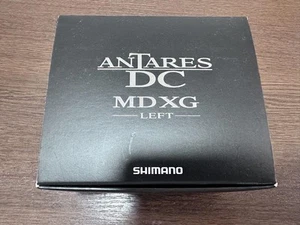 ANTARES
DC
MD XG
LEFT
SHIMANO